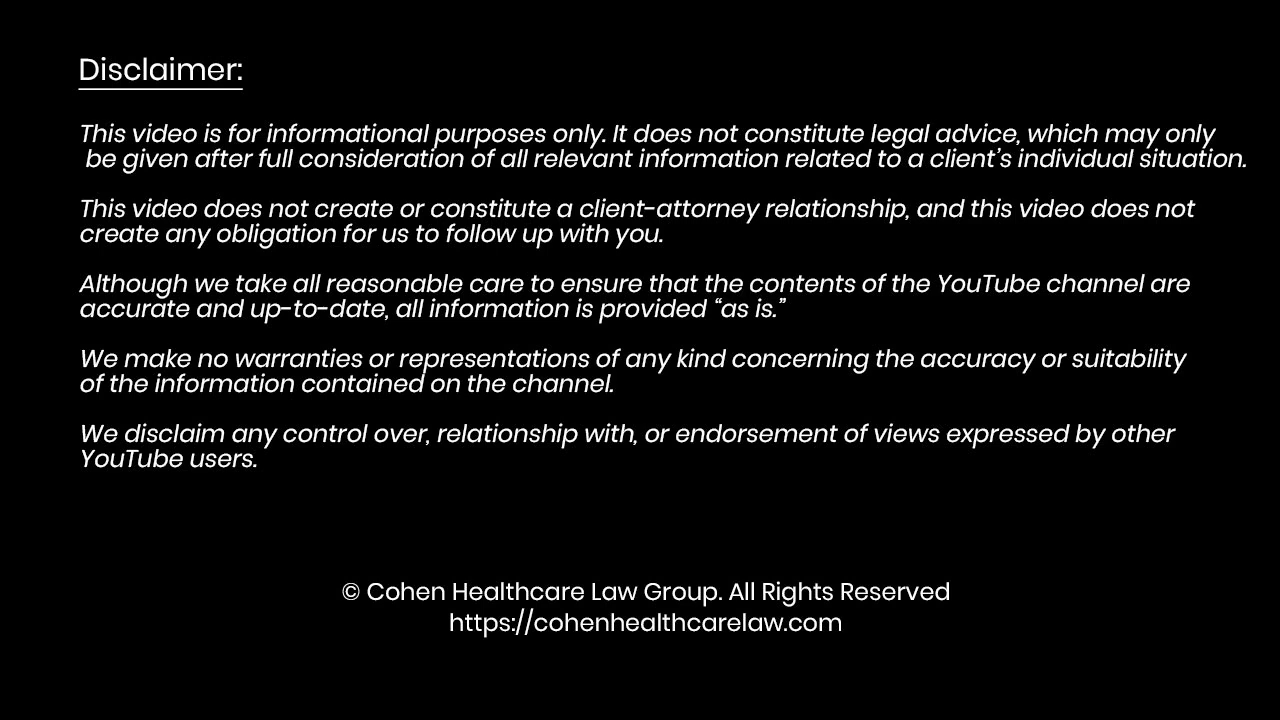 Disclaimer:
This video is for informational purposes only. It does not constitute legal advice, which may only
be given after full consideration of all relevant information related to a client’s individual situation.
This video does not create or constitute a client-attorney relationship, and this video does not
create any obligation for us to follow up with you.
Although we take all reasonable care to ensure that the contents of the YouTube channel are
accurate and up-to-date, all information is provided “as is.”
We make no warranties or representations of any kind concerning the accuracy or suitability
of the information contained on the channel.
We disclaim any control over, relationship with, or endorsement of views expressed by other
YouTube users.
© Cohen Healthcare Law Group. All Rights Reserved
https://cohenhealthcarelaw.com